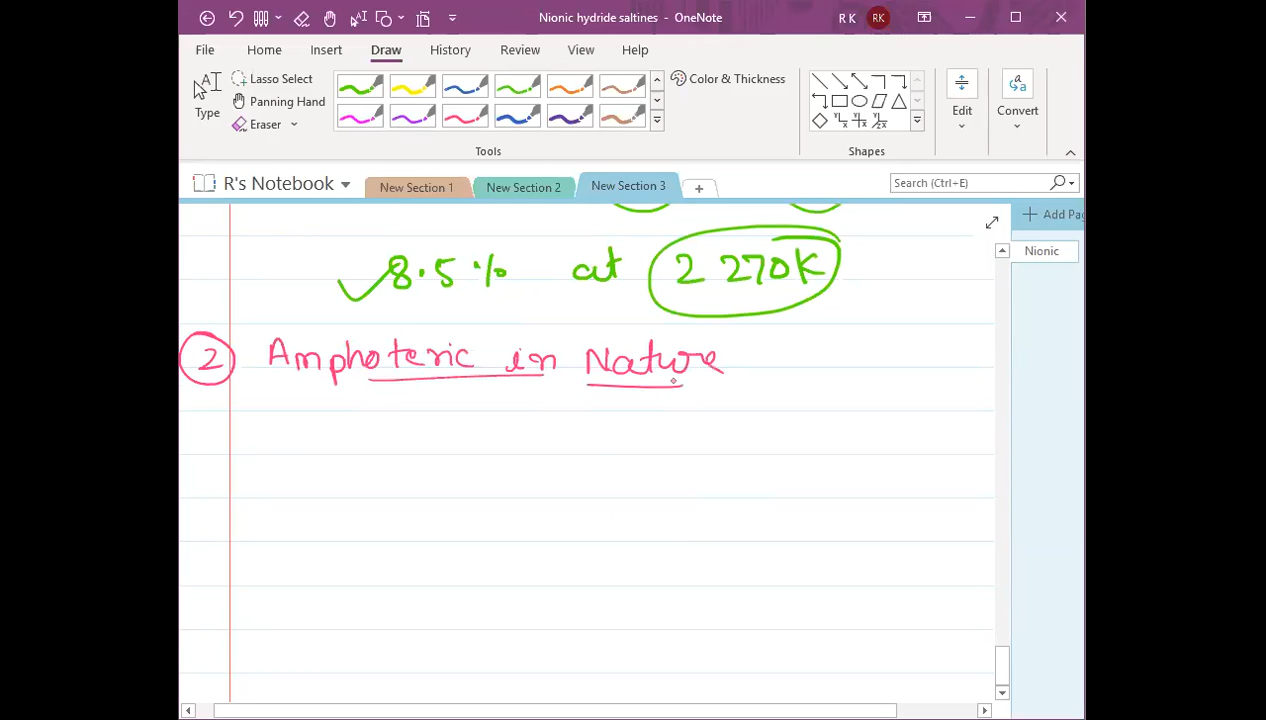 Nionic hydride saltines - OneNote
R K
RK
File Home Insert Draw History Review View Help
Type
Lasso Select
Panning Hand
Eraser
Color & Thickness
Edit
Convert
Tools
Shapes
R's Notebook
New Section 1
New Section 2
New Section 3
Search (Ctrl+E)
Add Pag
Nionic
8.5% at 2270K
2 Amphoteric in Nature